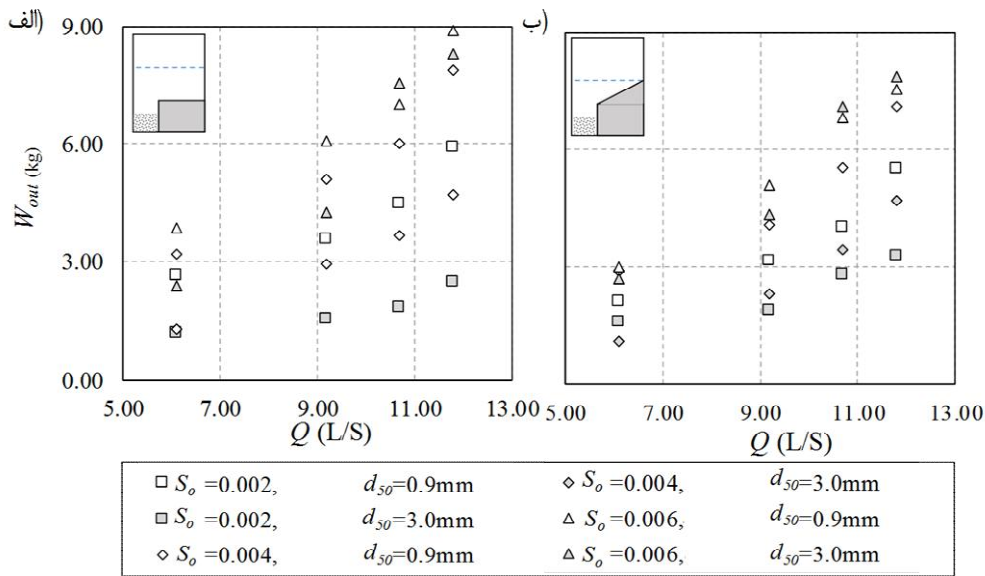 الف)
ب)
9.00
6.00
3.00
0.00
W_out (kg)
5.00 7.00 9.00 11.00 13.00
5.00 7.00 9.00 11.00 13.00
Q (L/S)
Q (L/S)
S_o =0.002, d_50=0.9mm
S_o =0.002, d_50=3.0mm
S_o =0.004, d_50=0.9mm
S_o =0.004, d_50=3.0mm
S_o =0.006, d_50=0.9mm
S_o =0.006, d_50=3.0mm